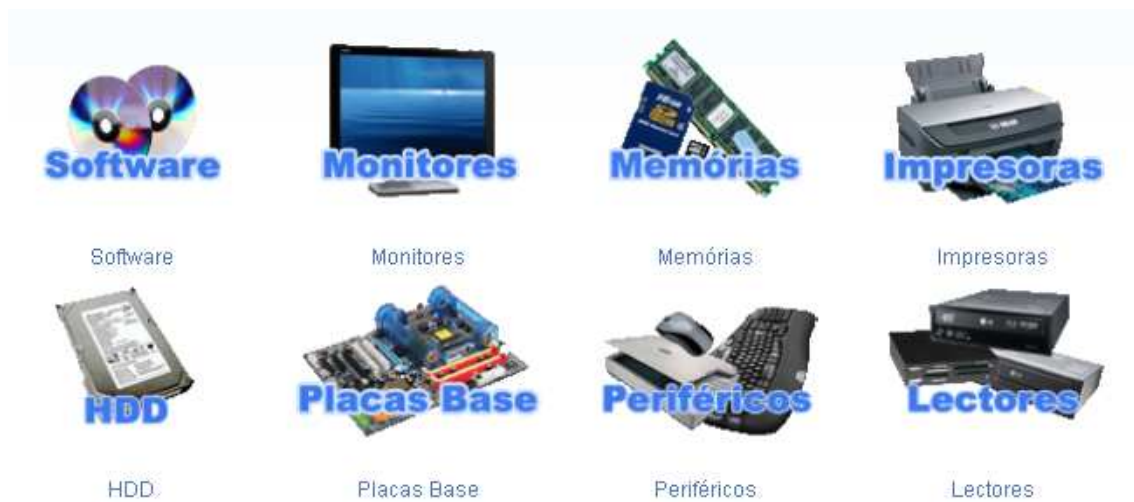 Software
Monitores
Memórias
Impresoras
Software
Monitores
Memórias
Impresoras
HDD
Placas Base
Periféricos
Lectores
HDD
Placas Base
Periféricos
Lectores